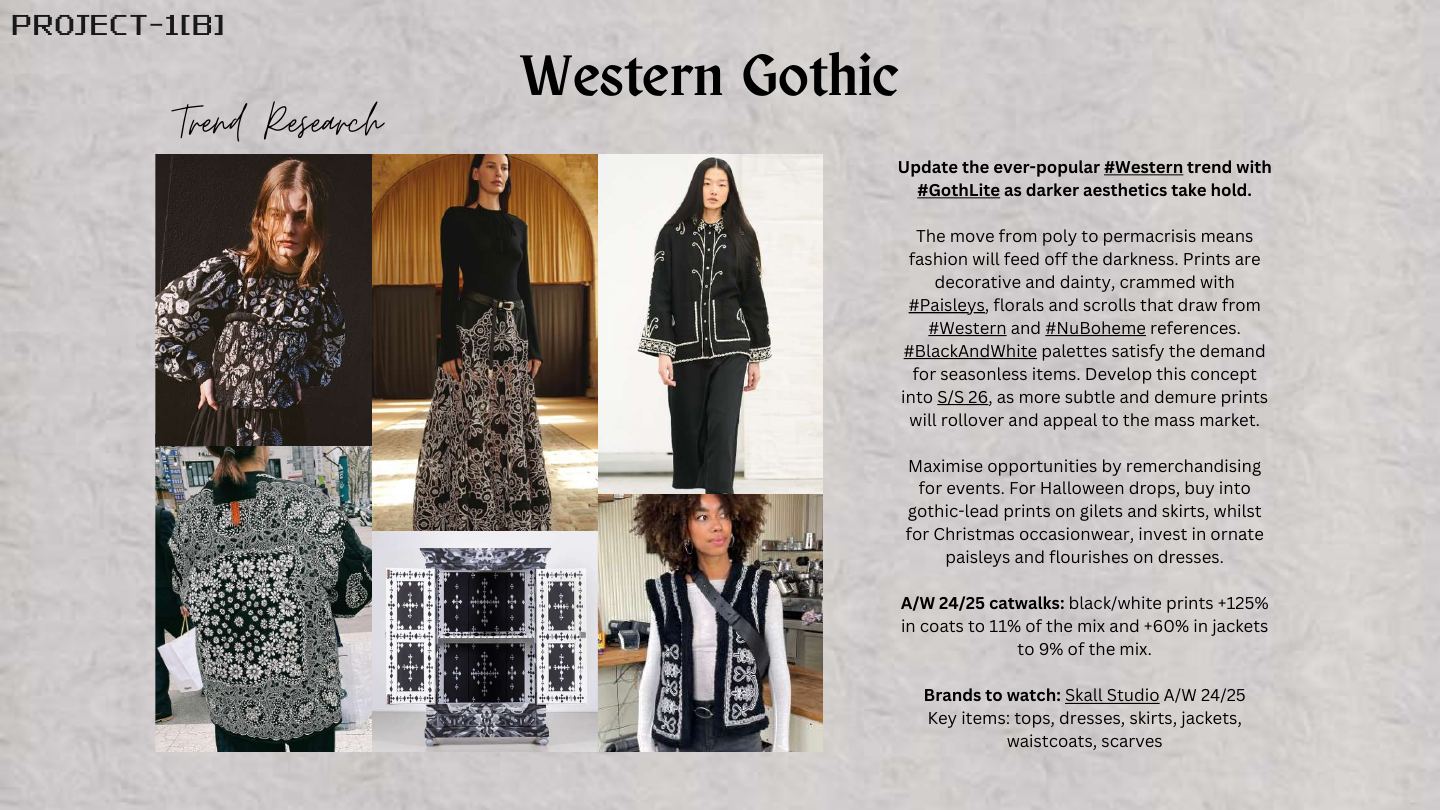 PROJECT-1[B]
Western Gothic
Trend Research
Update the ever-popular #Western trend with
#GothLite as darker aesthetics take hold.
The move from poly to permacrisis means
fashion will feed off the darkness. Prints are
decorative and dainty, crammed with
#Paisleys, florals and scrolls that draw from
#Western and #NuBoheme references.
#BlackAndWhite palettes satisfy the demand
for seasonless items. Develop this concept
into S/S 26, as more subtle and demure prints
will rollover and appeal to the mass market.
Maximise opportunities by remerchandising
for events. For Halloween drops, buy into
gothic-lead prints on gilets and skirts, whilst
for Christmas occasionwear, invest in ornate
paisleys and flourishes on dresses.
A/W 24/25 catwalks: black/white prints +125%
in coats to 11% of the mix and +60% in jackets
to 9% of the mix.
Brands to watch: Skall Studio A/W 24/25
Key items: tops, dresses, skirts, jackets,
waistcoats, scarves